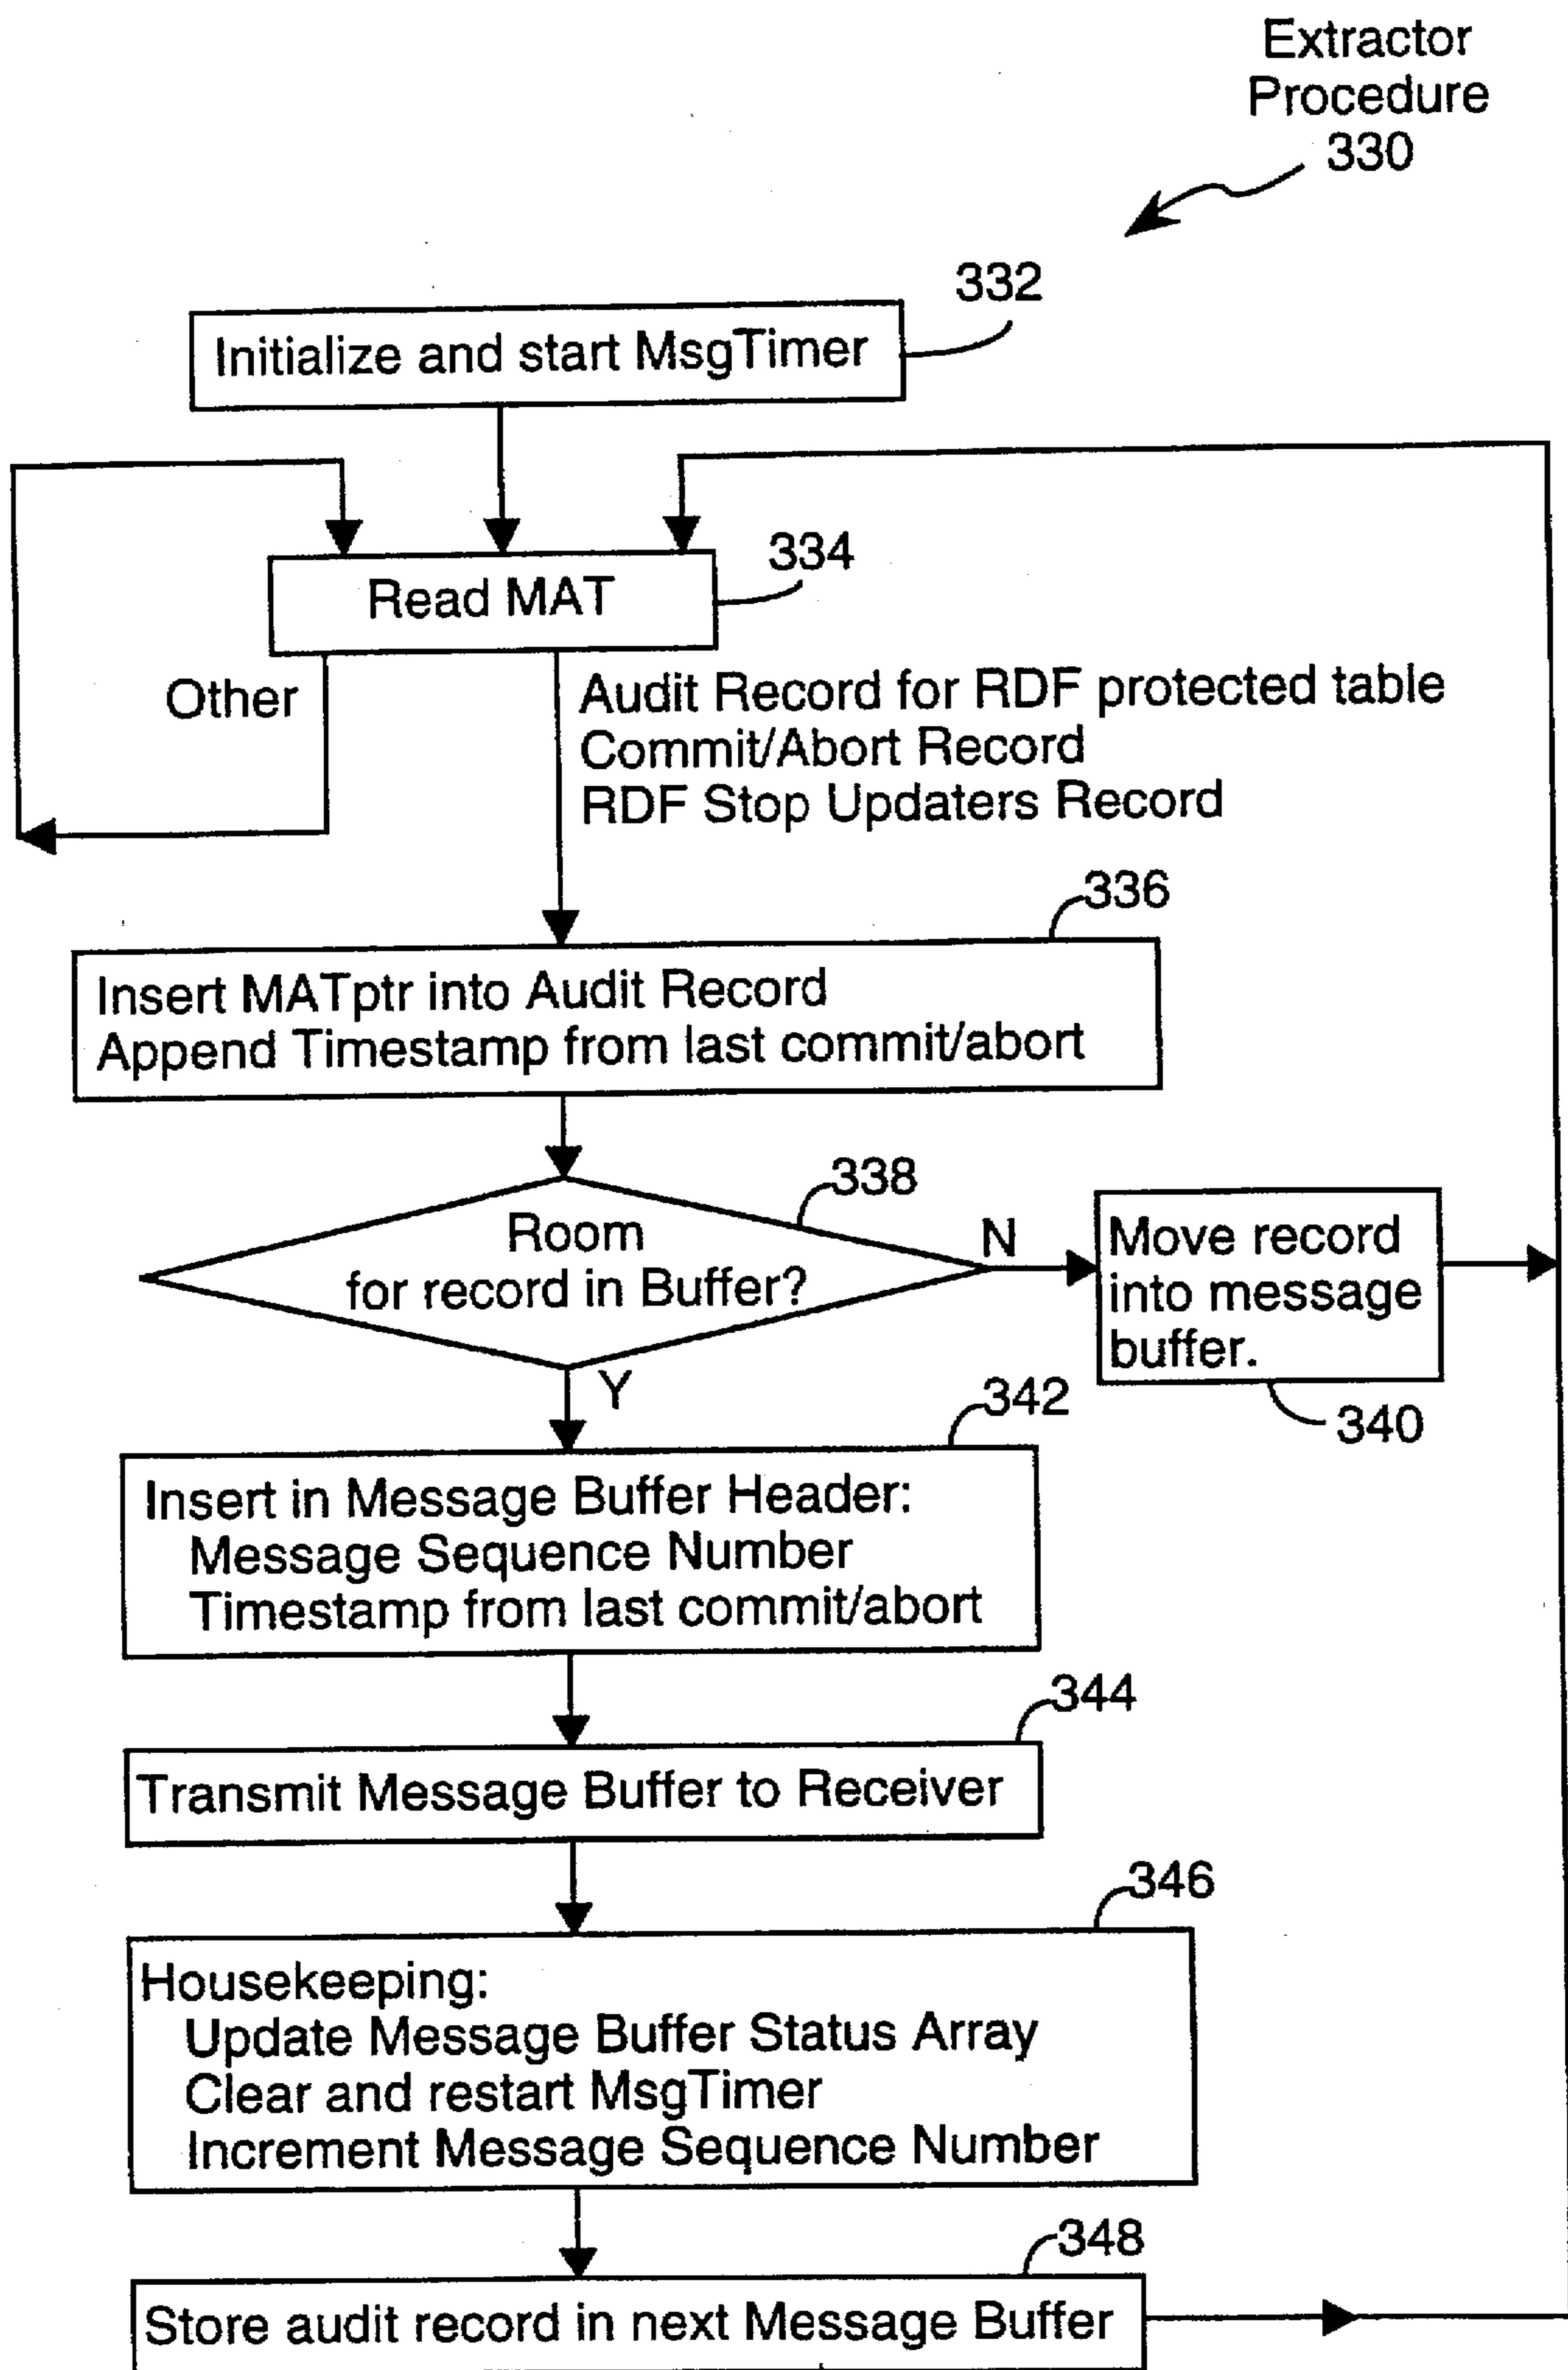 Extractor
Procedure
330
332
Initialize and start MsgTimer
334
Read MAT
Other
Audit Record for RDF protected table
Commit/Abort Record
RDF Stop Updaters Record
336
Insert MATptr into Audit Record
Append Timestamp from last commit/abort
338
Room
for record in Buffer?
N
Move record
into message
buffer.
340
Y
342
Insert in Message Buffer Header:
Message Sequence Number
Timestamp from last commit/abort
344
Transmit Message Buffer to Receiver
346
Housekeeping:
Update Message Buffer Status Array
Clear and restart MsgTimer
Increment Message Sequence Number
348
Store audit record in next Message Buffer